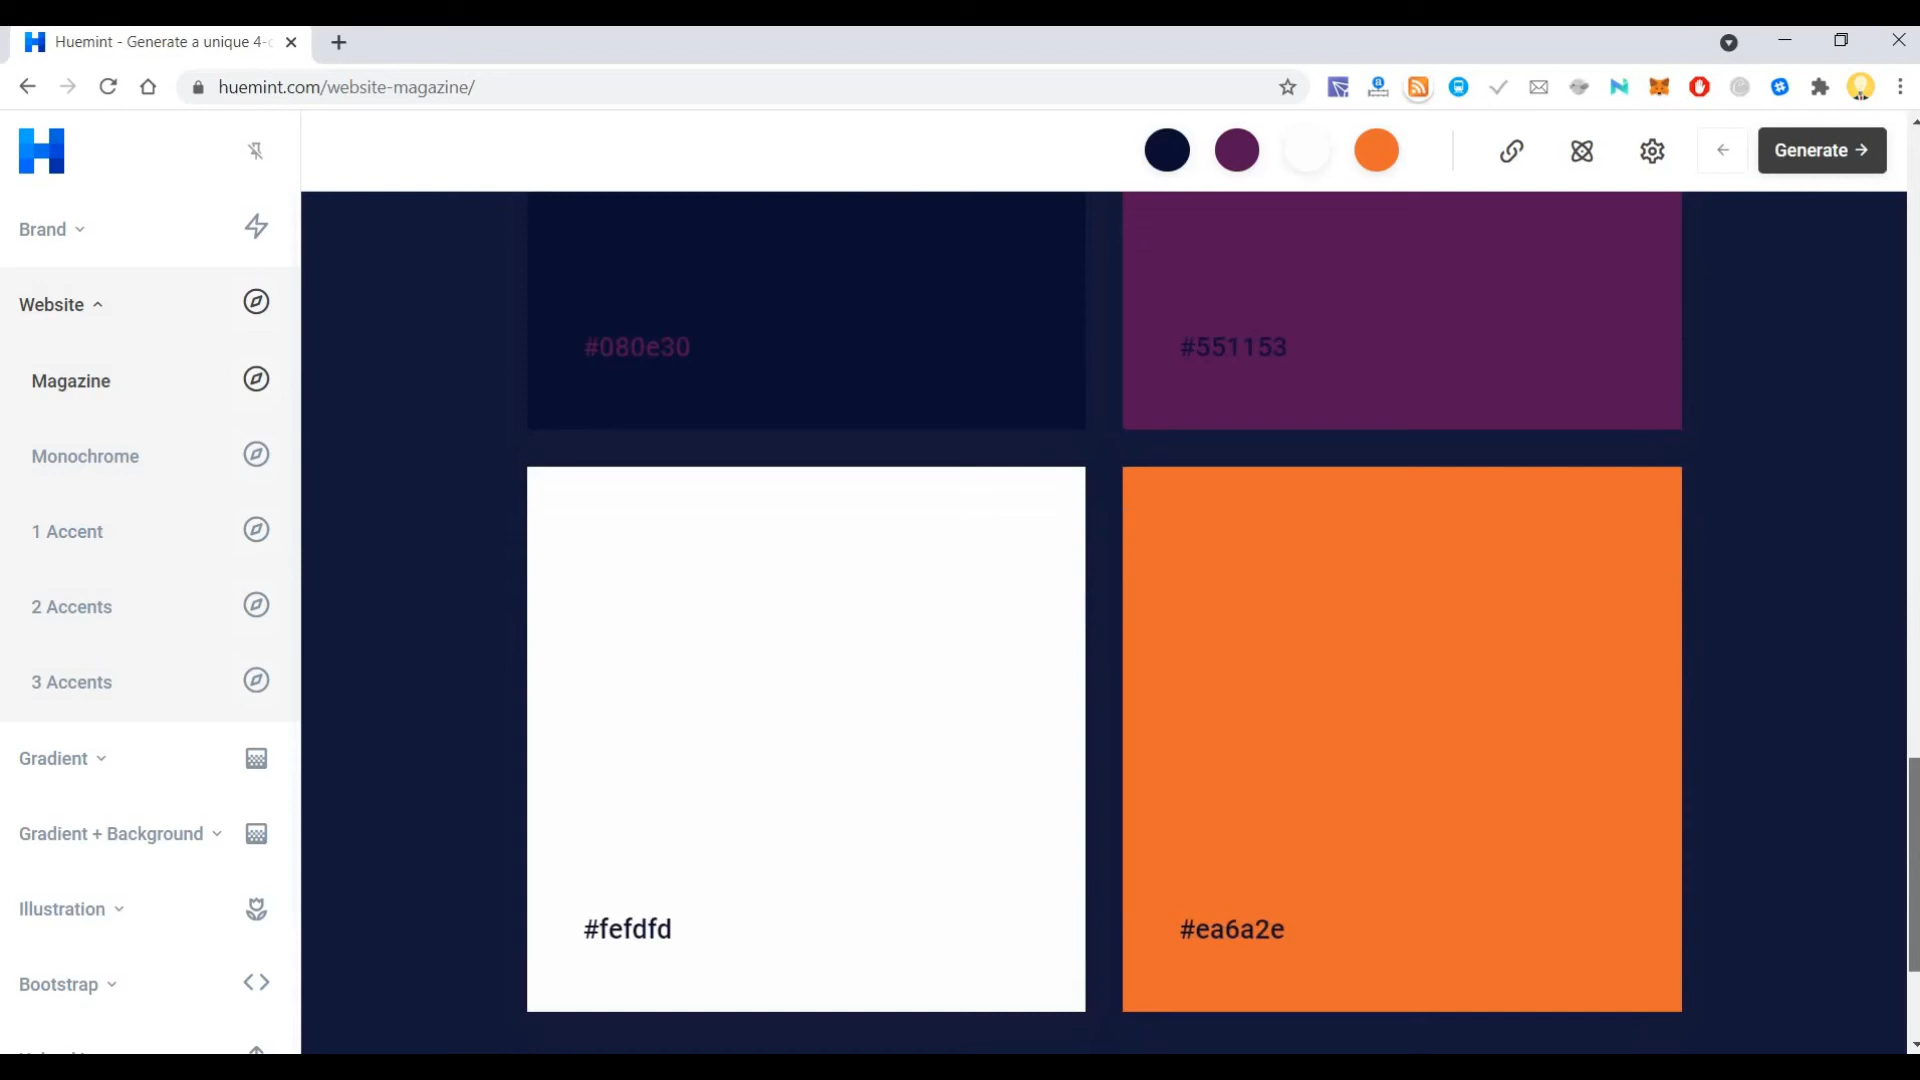 Huemint - Generate a unique 4-c
huemint.com/website-magazine/
Generate →
Brand
Website
Magazine
Monochrome
1 Accent
2 Accents
3 Accents
Gradient
Gradient + Background
Illustration
Bootstrap
#080e30
#551153
#fefdfd
#ea6a2e